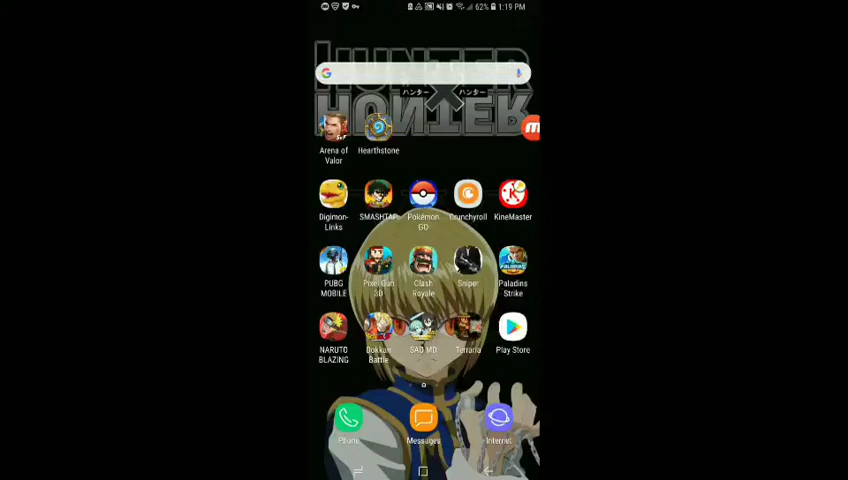 62% 1:19 PM
HUNTER
ハンター × ハンター
HUNTER
Arena of Valor
Hearthstone
Digimon-Links
SMASHTAP
Pokémon GO
Crunchyroll
KineMaster
PUBG MOBILE
Pixel Gun 3D
Clash Royale
Sniper
Paladins Strike
NARUTO BLAZING
Dokkan Battle
SAO MD
Terraria
Play Store
Phone
Messages
Internet